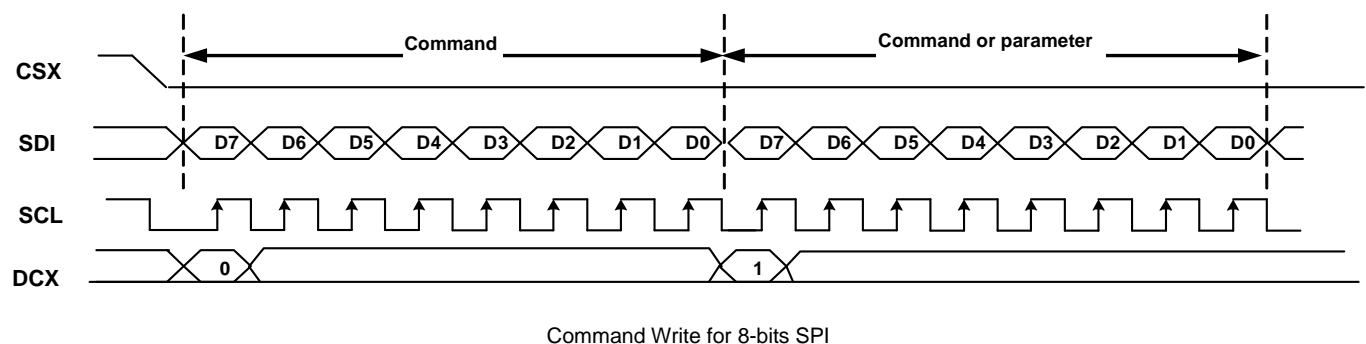 Command Command or parameter
CSX
SDI D7 D6 D5 D4 D3 D2 D1 D0 D7 D6 D5 D4 D3 D2 D1 D0
SCL
DCX 0 1
Command Write for 8-bits SPI